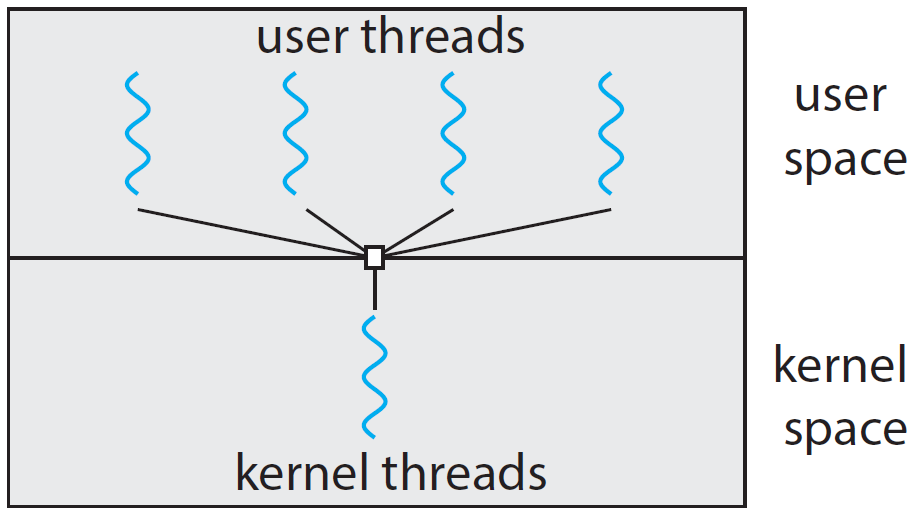 user threads
user
space
kernel
space
kernel threads